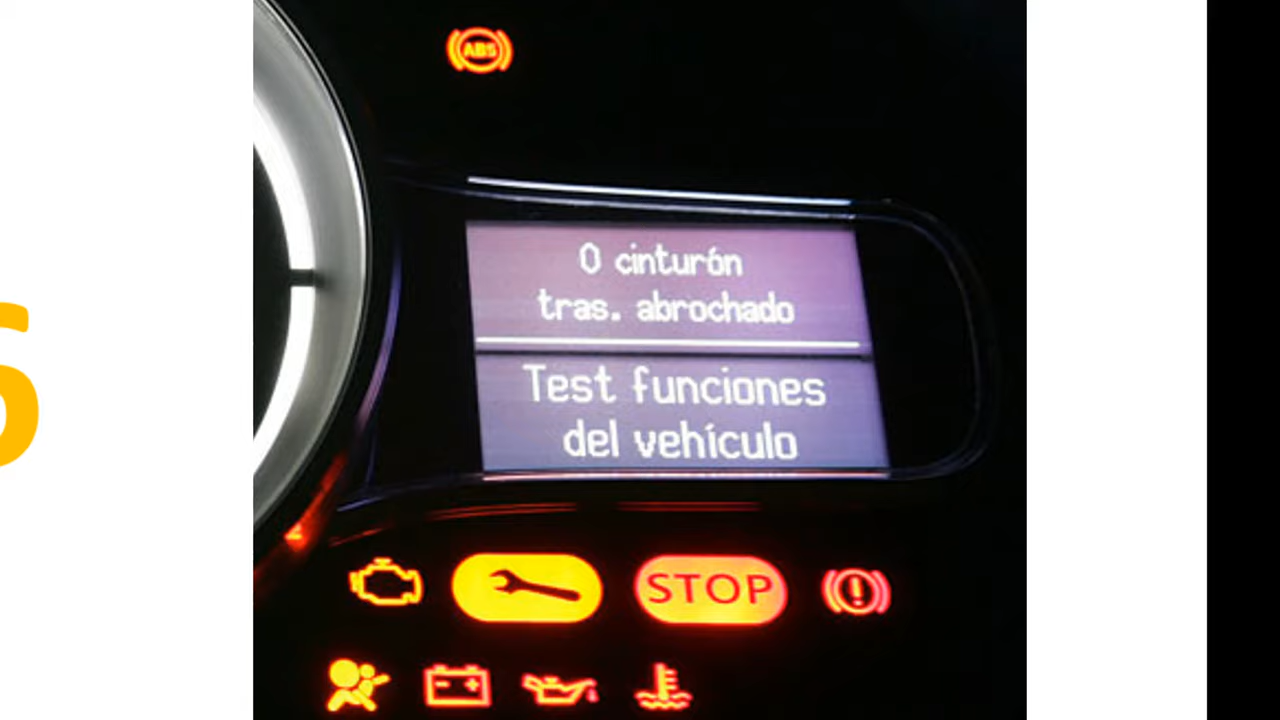 ABS
0 cinturón
tras. abrochado
Test funciones
del vehículo
STOP